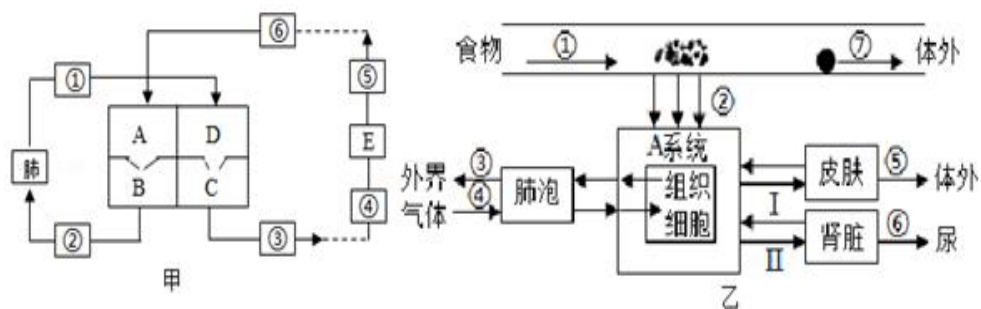 ⑥
①
⑤
A D
肺
E
B C
④
②
③
甲
食物 ① ⑦ 体外
②
A系统
外界 ③
气体 ④
肺泡
组织
细胞
皮肤 ⑤ 体外
I
肾脏 ⑥ 尿
II
乙